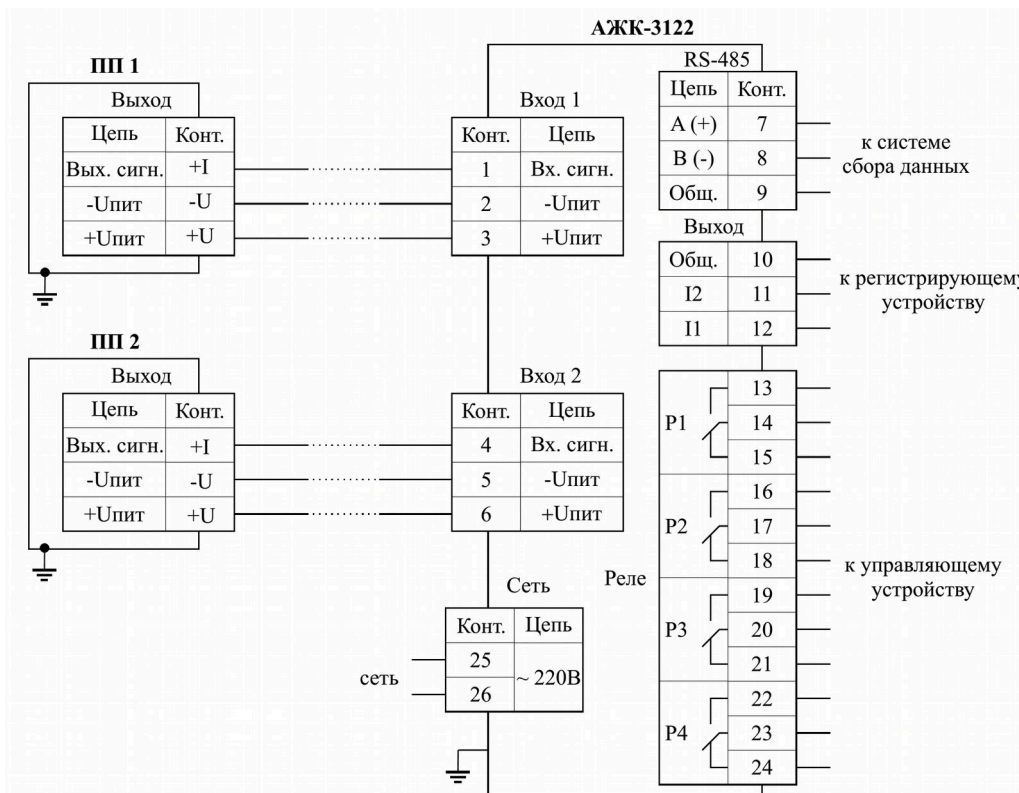 АЖК-3122
ПП 1
Выход
Цепь Конт.
Вых. сигн. +I
-Uпит -U
+Uпит +U
Вход 1
Конт. Цепь
1 Вх. сигн.
2 -Uпит
3 +Uпит
RS-485
Цепь Конт.
A (+) 7
B (-) 8
Общ. 9
к системе
сбора данных
Выход
Общ. 10
I2 11
I1 12
к регистрирующему
устройству
ПП 2
Выход
Цепь Конт.
Вых. сигн. +I
-Uпит -U
+Uпит +U
Вход 2
Конт. Цепь
4 Вх. сигн.
5 -Uпит
6 +Uпит
Сеть
Конт. Цепь
25
26
~ 220В
сеть
Реле
P1
13
14
15
P2
16
17
18
P3
19
20
21
P4
22
23
24
к управляющему
устройству